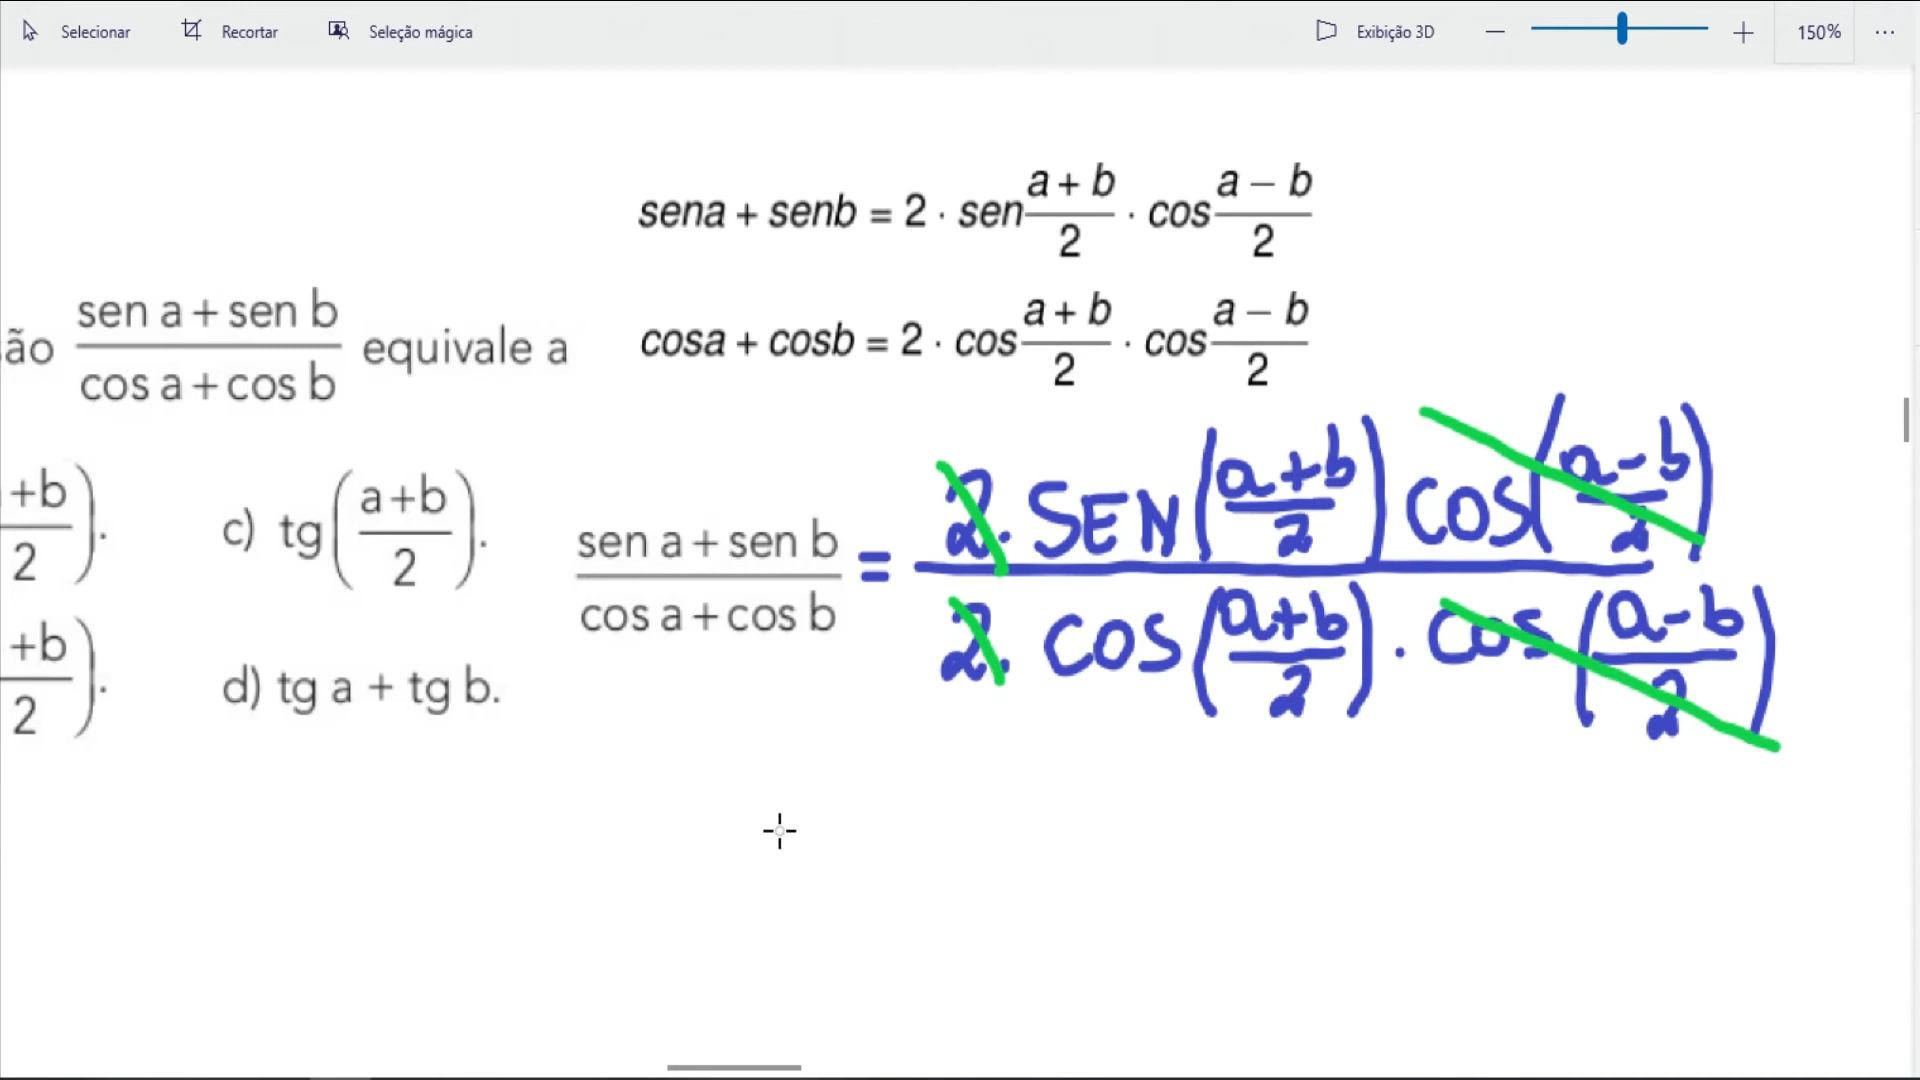 Selecionar Recortar Seleção mágica Exibição 3D 150%
sena + senb = 2 · sen (a + b)/2 · cos (a − b)/2
cosa + cosb = 2 · cos (a + b)/2 · cos (a − b)/2
ão (sen a + sen b)/(cos a + cos b) equivale a
+b)/2).
c) tg((a+b)/2).
+b)/2).
d) tg a + tg b.
(sen a + sen b)/(cos a + cos b) = (2 · SEN((a+b)/2) COS((a−b)/2))/(2 · COS((a+b)/2) · COS((a−b)/2))